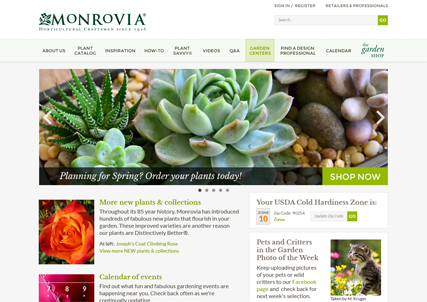 SIGN IN / REGISTER
RETAILERS & PROFESSIONALS
MONROVIA
HORTICULTURAL CRAFTSMEN SINCE 1926
Search
GO
ABOUT US
PLANT CATALOG
INSPIRATION
HOW-TO
PLANT SAVVY®
VIDEOS
Q&A
GARDEN CENTERS
FIND A DESIGN PROFESSIONAL
CALENDAR
the garden SHOP
Planning for Spring? Order your plants today!
SHOP NOW
More new plants & collections
Throughout its 85 year history, Monrovia has introduced
hundreds of fabulous new plants that flourish in your
garden. These improved varieties are another reason
our plants are Distinctively Better®.
At left: Joseph's Coat Climbing Rose
View more NEW plants & collections
Your USDA Cold Hardiness Zone is:
ZONE
10
Zip Code: 90254
Zones
Update Zip Code
GO
Pets and Critters
in the Garden
Photo of the Week
Keep uploading pictures
of your pets or wild
critters to our Facebook
page and check back for
next week's selection.
Taken by M. Kruger
7 8 9
Calendar of events
Find out what fun and fabulous gardening events are
happening near you. Check back often as we're
continually updating